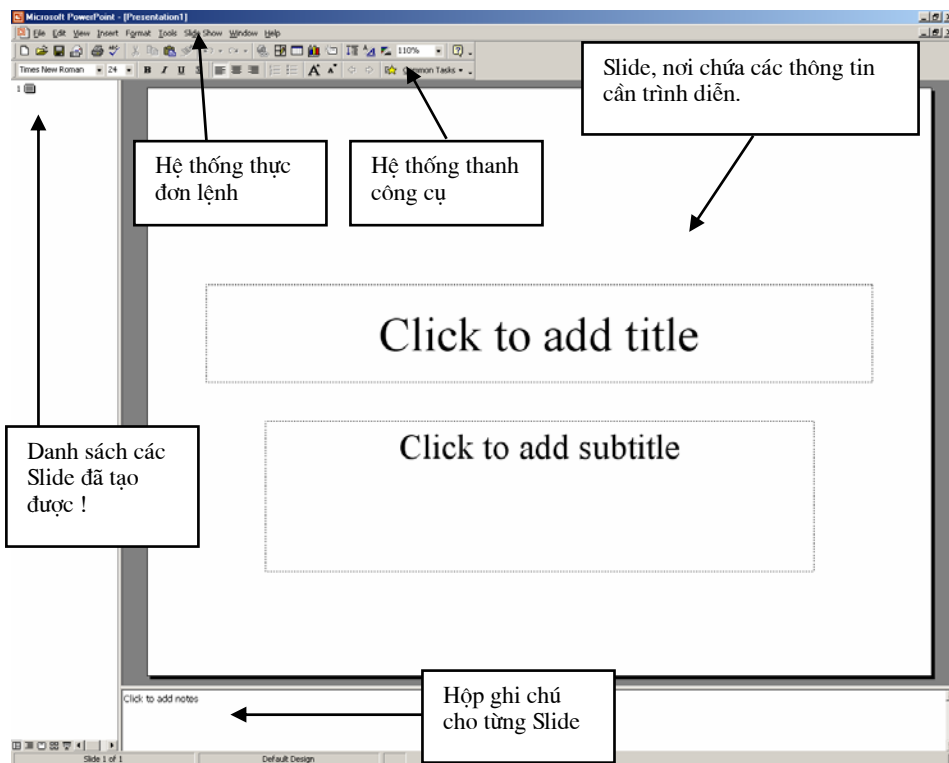 Microsoft PowerPoint - [Presentation1]
File Edit View Insert Format Tools Slide Show Window Help
110%
Times New Roman 24 B I U S A A Common Tasks
1
Slide, nơi chứa các thông tin
cần trình diễn.
Hệ thống thực
đơn lệnh
Hệ thống thanh
công cụ
Click to add title
Click to add subtitle
Danh sách các
Slide đã tạo
được !
Click to add notes
Hộp ghi chú
cho từng Slide
Slide 1 of 1 Default Design